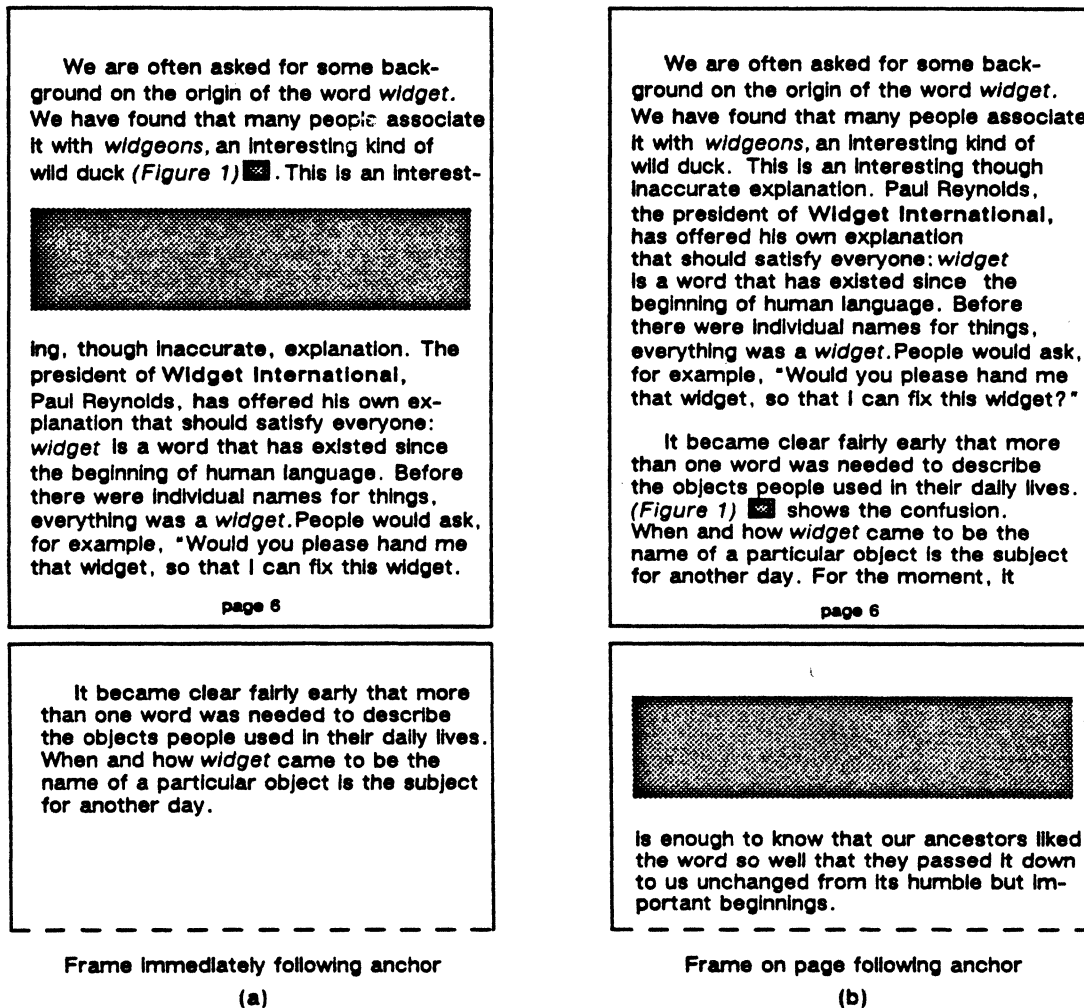 We are often asked for some back-
ground on the origin of the word widget.
We have found that many people associate
it with widgeons, an interesting kind of
wild duck (Figure 1) . This is an interest-
ing, though inaccurate, explanation. The
president of Widget International,
Paul Reynolds, has offered his own ex-
planation that should satisfy everyone:
widget is a word that has existed since
the beginning of human language. Before
there were individual names for things,
everything was a widget. People would ask,
for example, "Would you please hand me
that widget, so that I can fix this widget.
page 6
It became clear fairly early that more
than one word was needed to describe
the objects people used in their daily lives.
When and how widget came to be the
name of a particular object is the subject
for another day.
Frame immediately following anchor
(a)
We are often asked for some back-
ground on the origin of the word widget.
We have found that many people associate
it with widgeons, an interesting kind of
wild duck. This is an interesting though
inaccurate explanation. Paul Reynolds,
the president of Widget International,
has offered his own explanation
that should satisfy everyone: widget
is a word that has existed since the
beginning of human language. Before
there were individual names for things,
everything was a widget. People would ask,
for example, "Would you please hand me
that widget, so that I can fix this widget?"
It became clear fairly early that more
than one word was needed to describe
the objects people used in their daily lives.
(Figure 1) shows the confusion.
When and how widget came to be the
name of a particular object is the subject
for another day. For the moment, it
page 6
is enough to know that our ancestors liked
the word so well that they passed it down
to us unchanged from its humble but im-
portant beginnings.
Frame on page following anchor
(b)